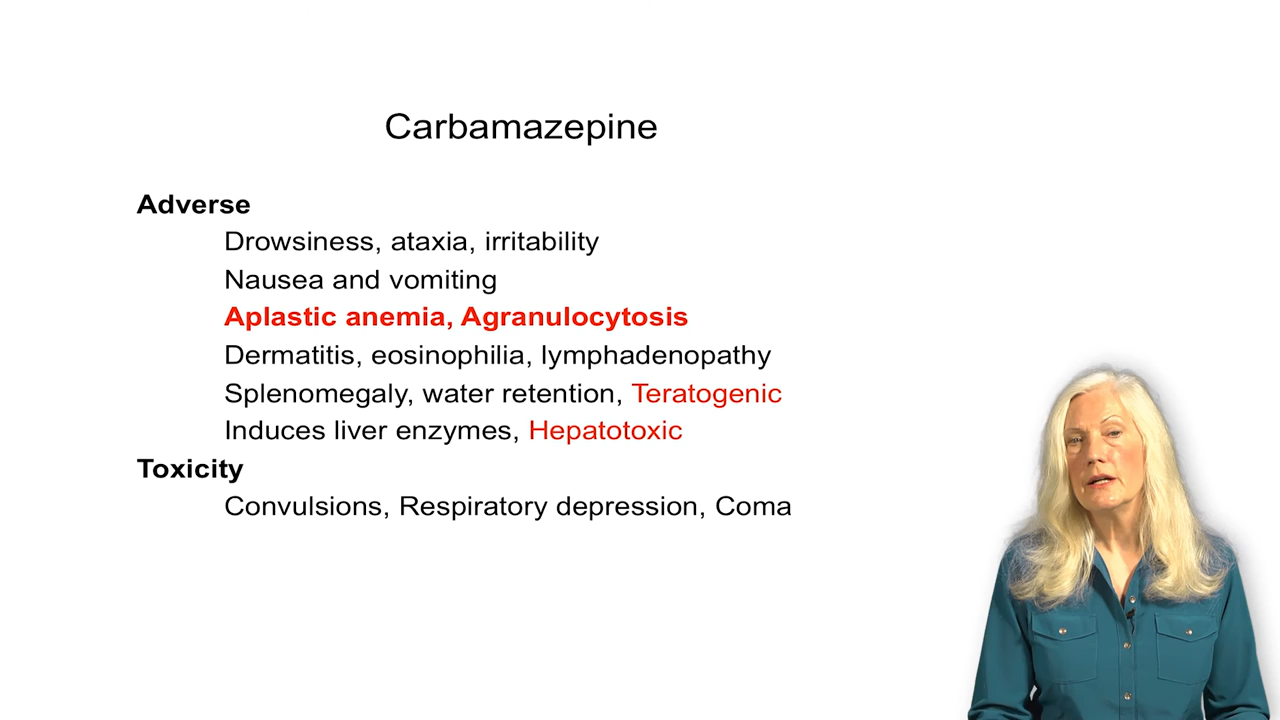 Carbamazepine
Adverse
Drowsiness, ataxia, irritability
Nausea and vomiting
Aplastic anemia, Agranulocytosis
Dermatitis, eosinophilia, lymphadenopathy
Splenomegaly, water retention, Teratogenic
Induces liver enzymes, Hepatotoxic
Toxicity
Convulsions, Respiratory depression, Coma